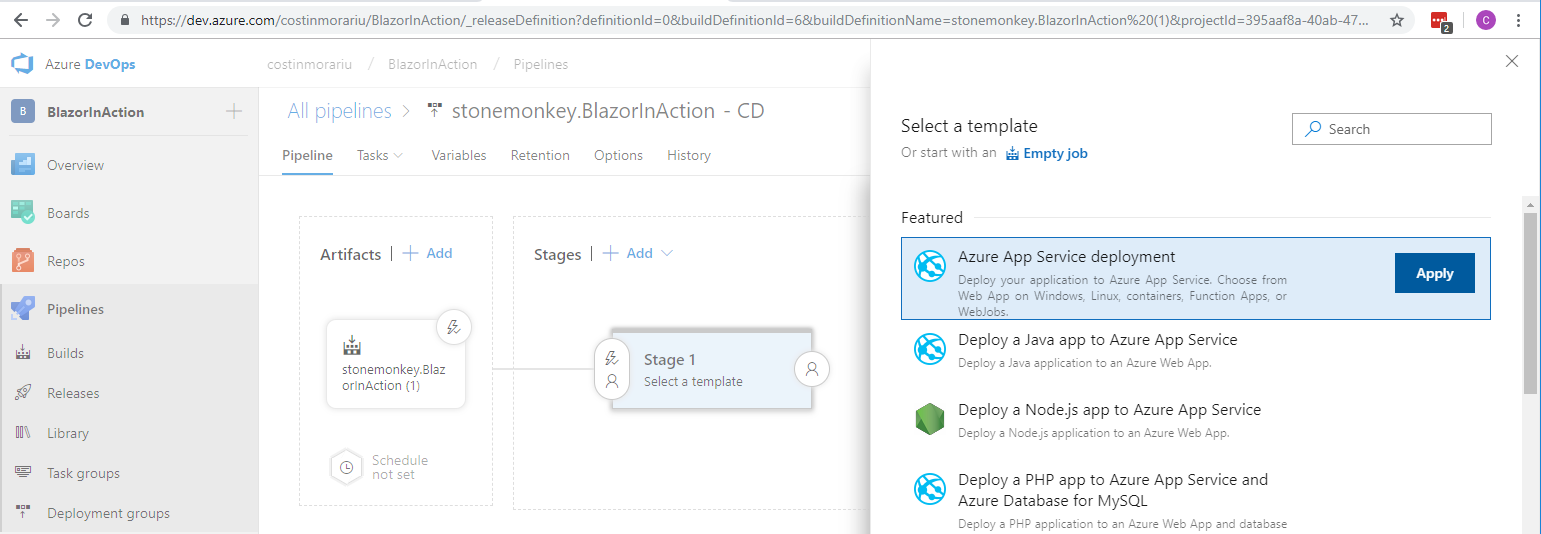 https://dev.azure.com/costinmorariu/BlazorInAction/_releaseDefinition?definitionId=0&buildDefinitionId=6&buildDefinitionName=stonemonkey.BlazorInAction%20(1)&projectId=395aaf8a-40ab-47...
2
C
Azure DevOps
costinmorariu / BlazorInAction / Pipelines
B BlazorInAction
Overview
Boards
Repos
Pipelines
Builds
Releases
Library
Task groups
Deployment groups
All pipelines > stonemonkey.BlazorInAction - CD
Pipeline Tasks Variables Retention Options History
Artifacts | + Add
stonemonkey.Blaz
orInAction (1)
Schedule
not set
Stages | + Add
Stage 1
Select a template
Select a template
Or start with an Empty job
Search
Featured
Azure App Service deployment
Deploy your application to Azure App Service. Choose from
Web App on Windows, Linux, containers, Function Apps, or
WebJobs.
Apply
Deploy a Java app to Azure App Service
Deploy a Java application to an Azure Web App.
Deploy a Node.js app to Azure App Service
Deploy a Node.js application to an Azure Web App.
Deploy a PHP app to Azure App Service and
Azure Database for MySQL
Deploy a PHP application to an Azure Web App and database